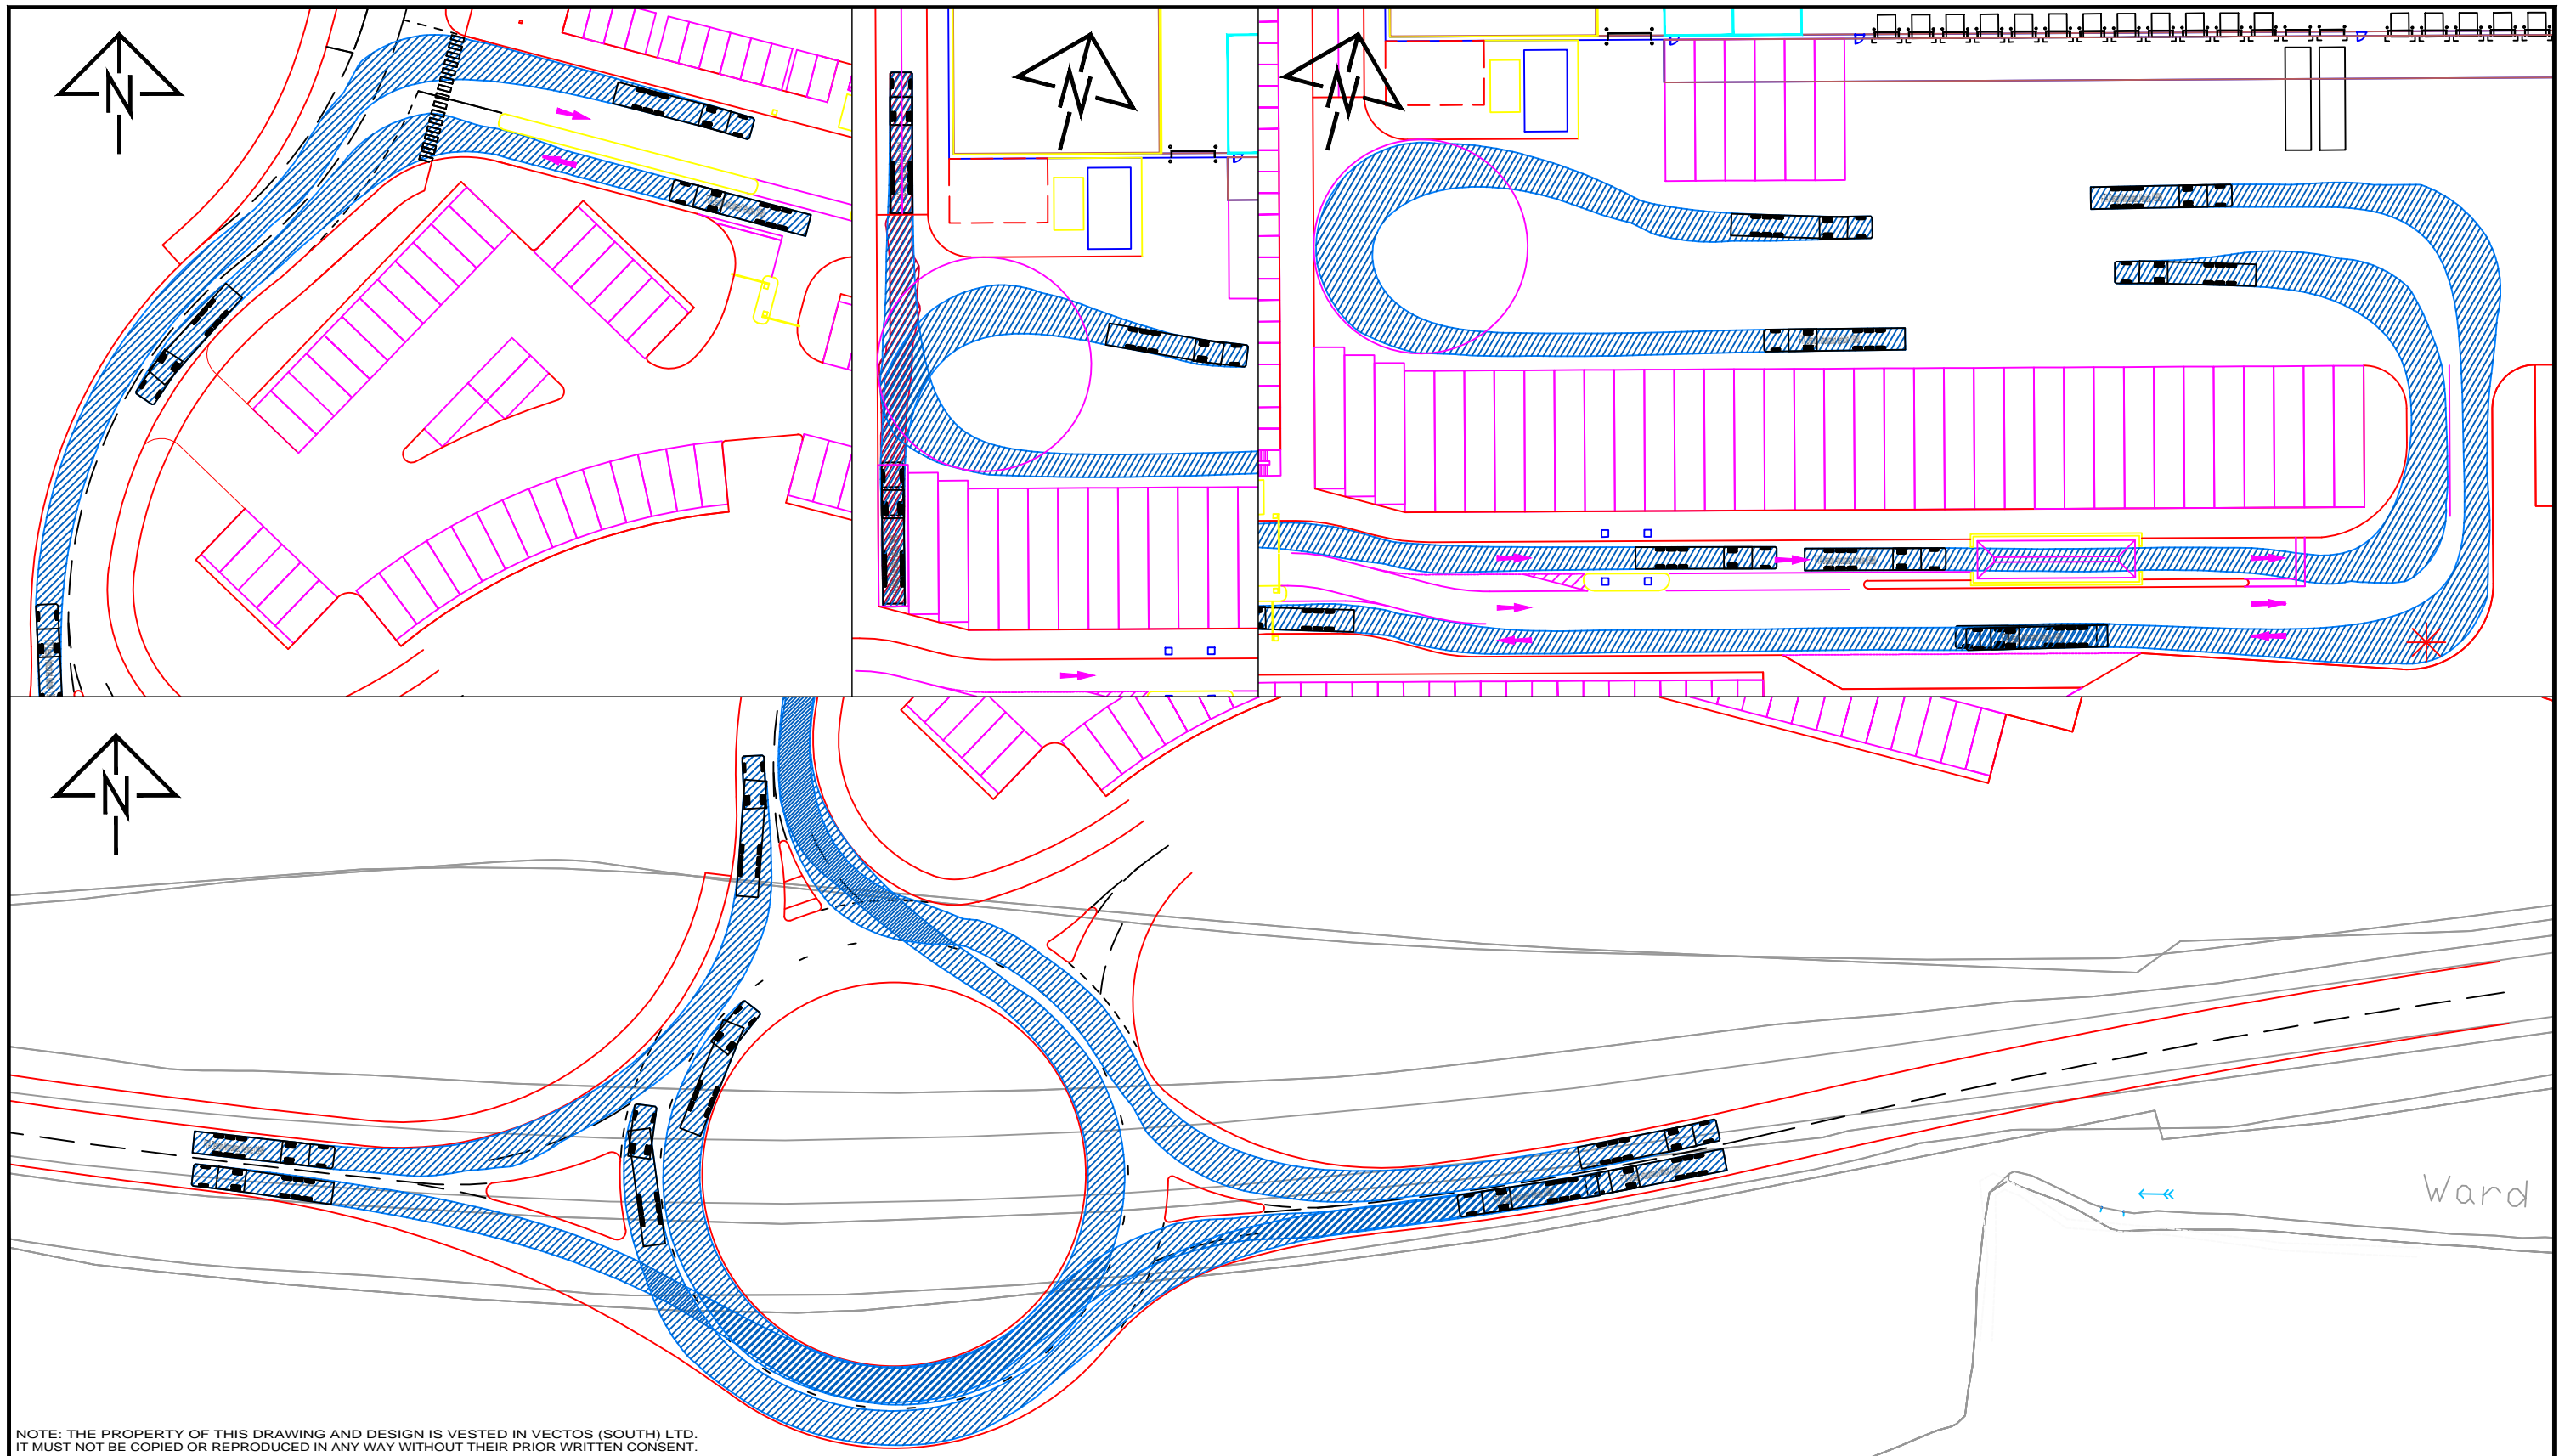 N
N
N
N
Ward
NOTE: THE PROPERTY OF THIS DRAWING AND DESIGN IS VESTED IN VECTOS (SOUTH) LTD.
IT MUST NOT BE COPIED OR REPRODUCED IN ANY WAY WITHOUT THEIR PRIOR WRITTEN CONSENT.